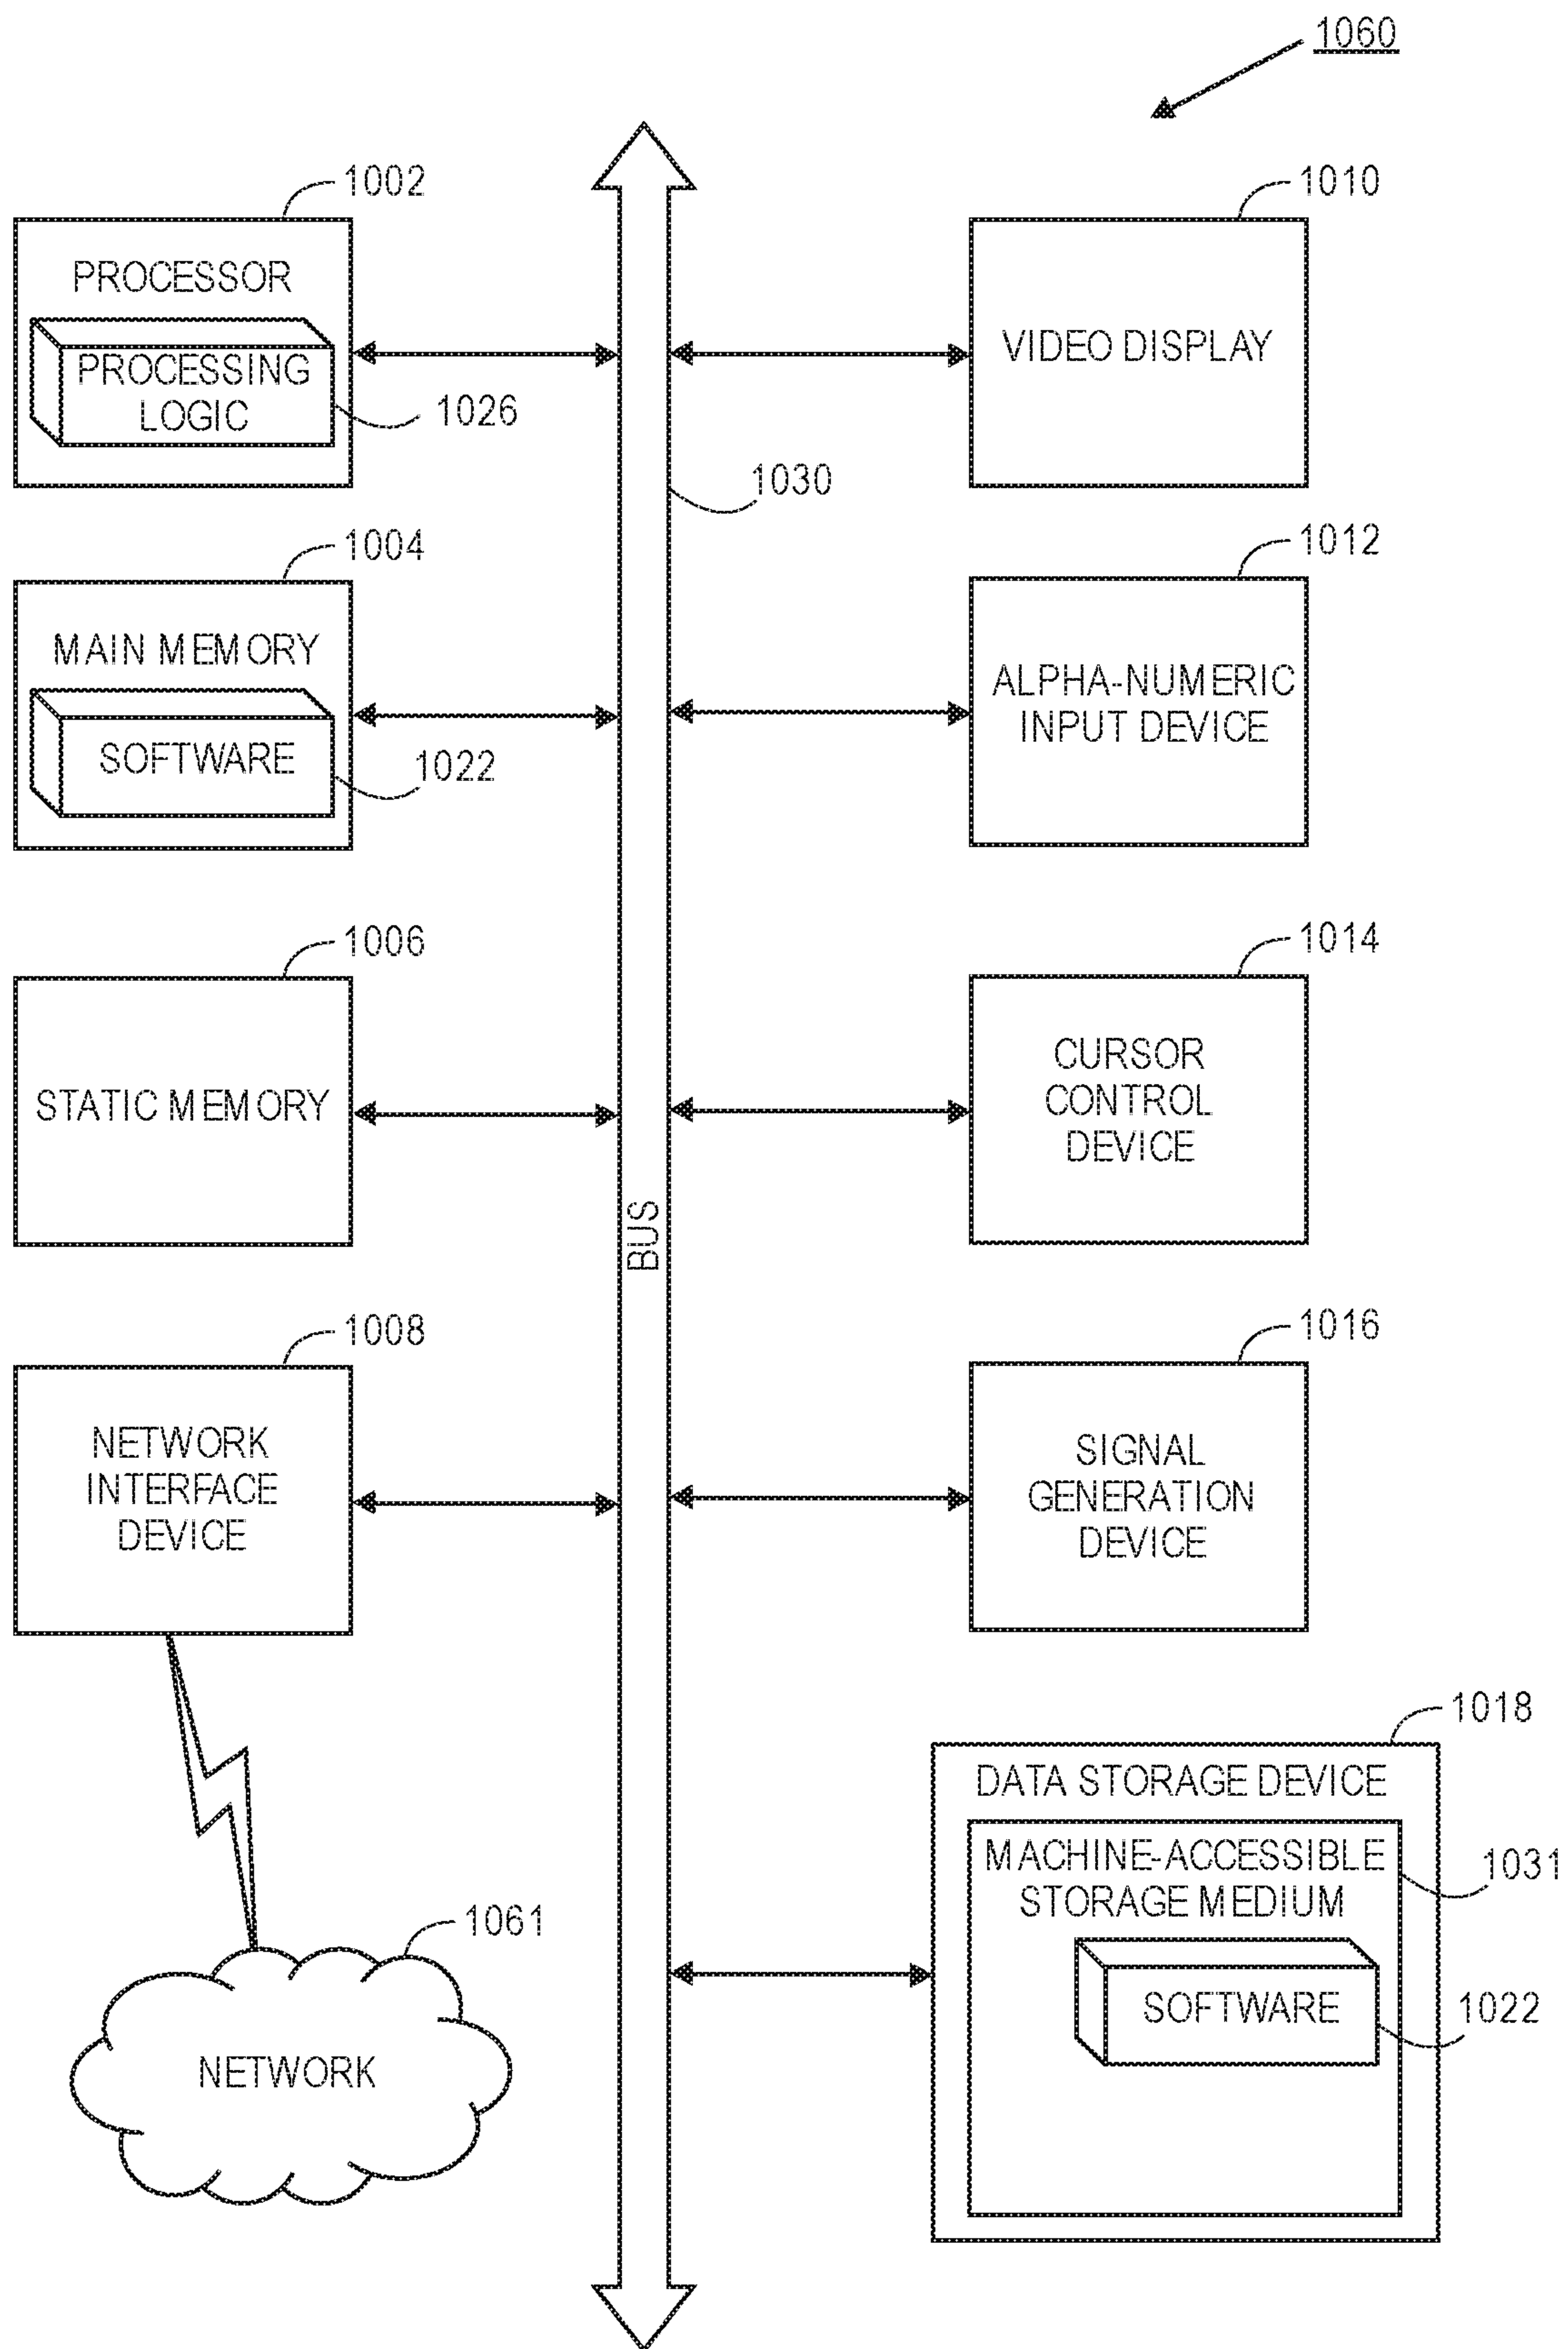 1060
1002
PROCESSOR
PROCESSING
LOGIC
1026
1004
MAIN MEMORY
SOFTWARE
1022
1006
STATIC MEMORY
1008
NETWORK
INTERFACE
DEVICE
1061
NETWORK
BUS
1030
1010
VIDEO DISPLAY
1012
ALPHA-NUMERIC
INPUT DEVICE
1014
CURSOR
CONTROL
DEVICE
1016
SIGNAL
GENERATION
DEVICE
1018
DATA STORAGE DEVICE
MACHINE-ACCESSIBLE
STORAGE MEDIUM
1031
SOFTWARE
1022